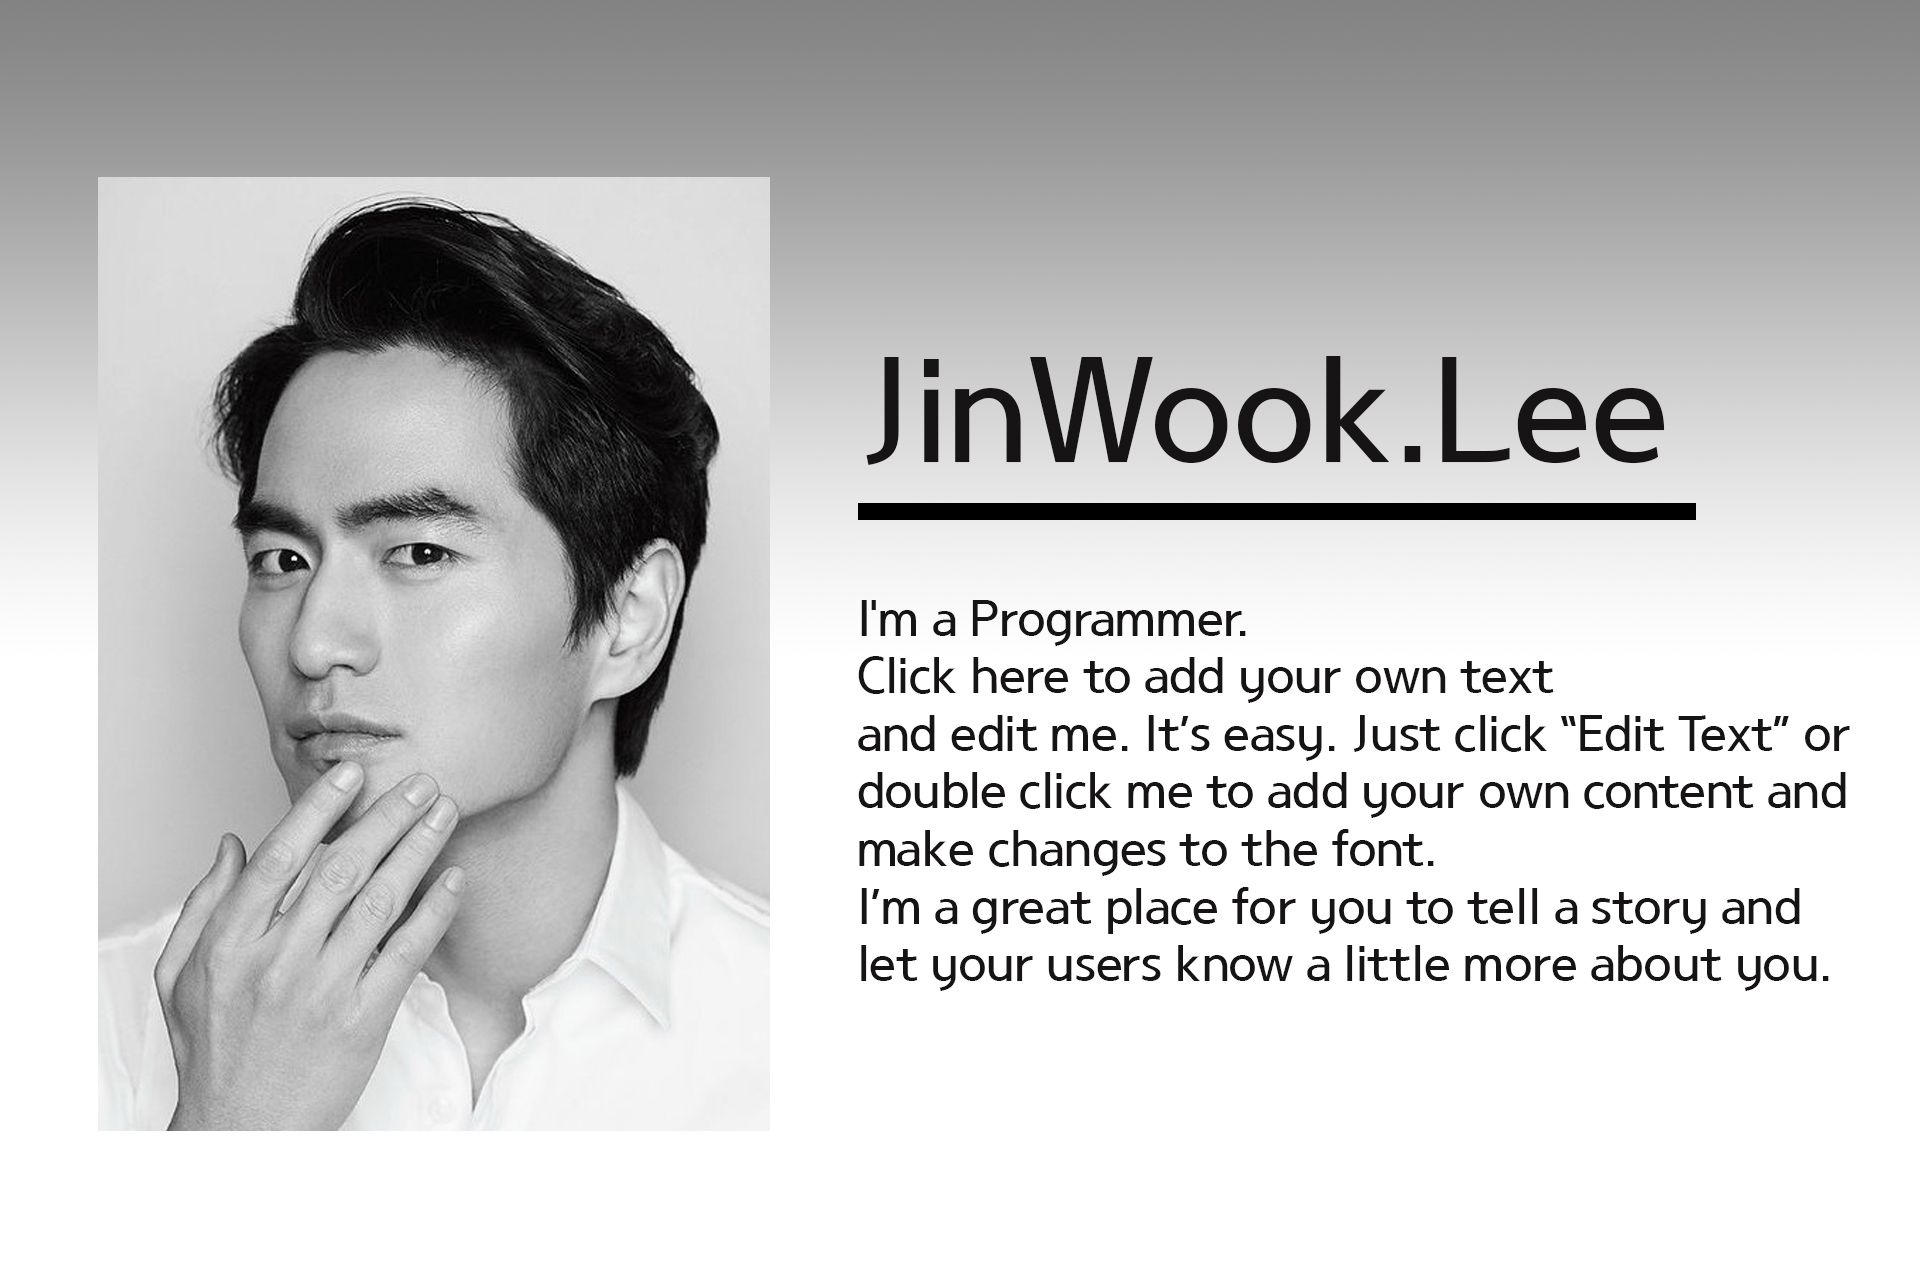 JinWook.Lee
I'm a Programmer.
Click here to add your own text
and edit me. It’s easy. Just click “Edit Text” or
double click me to add your own content and
make changes to the font.
I’m a great place for you to tell a story and
let your users know a little more about you.